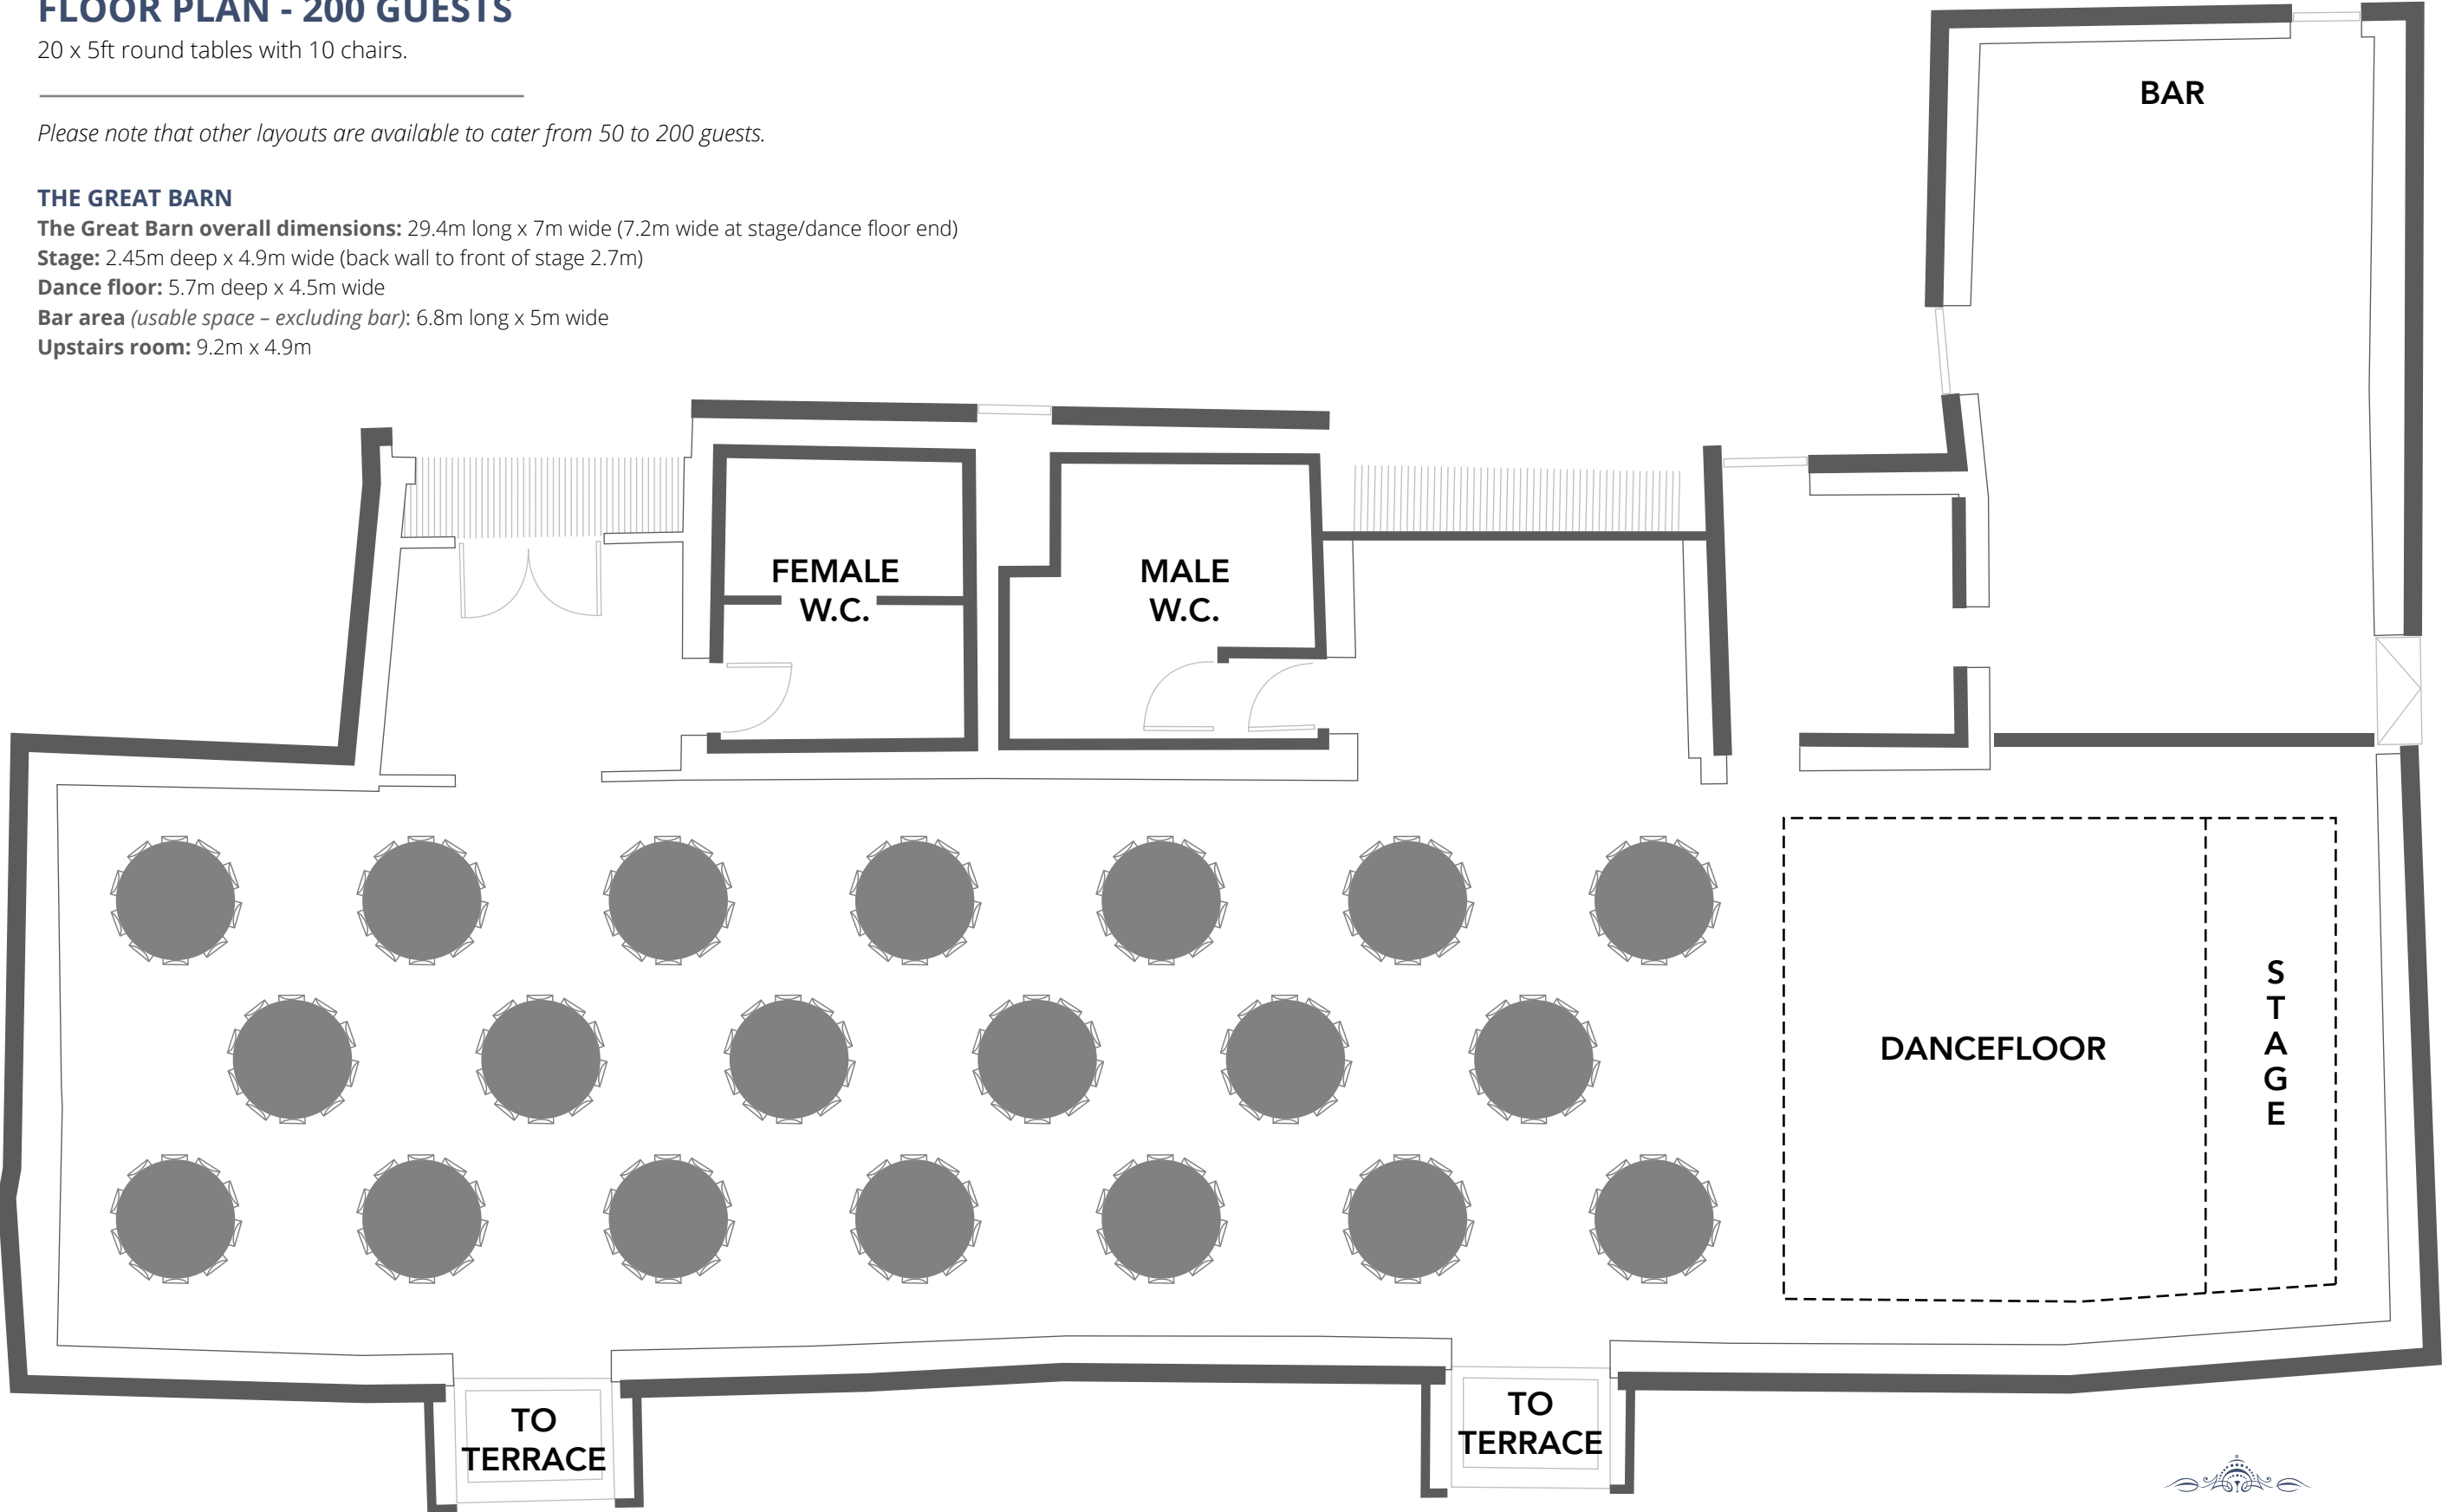 FLOOR PLAN - 200 GUESTS
20 x 5ft round tables with 10 chairs.
Please note that other layouts are available to cater from 50 to 200 guests.
THE GREAT BARN
The Great Barn overall dimensions: 29.4m long x 7m wide (7.2m wide at stage/dance floor end)
Stage: 2.45m deep x 4.9m wide (back wall to front of stage 2.7m)
Dance floor: 5.7m deep x 4.5m wide
Bar area (usable space – excluding bar): 6.8m long x 5m wide
Upstairs room: 9.2m x 4.9m
BAR
FEMALE
W.C.
MALE
W.C.
DANCEFLOOR
S
T
A
G
E
TO
TERRACE
TO
TERRACE